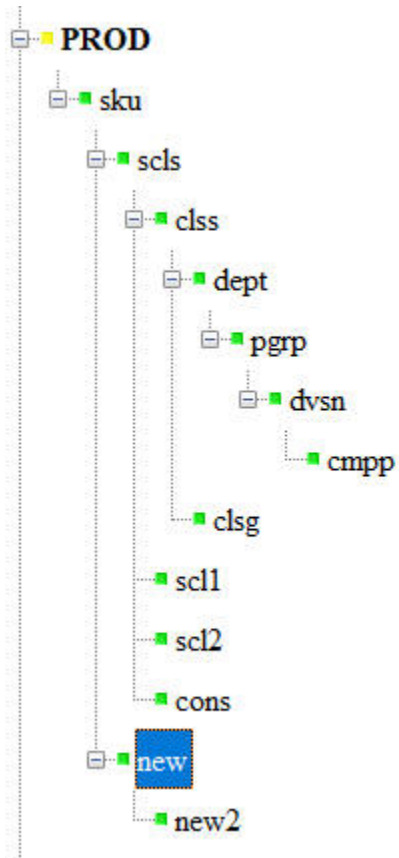 PROD
sku
scls
clss
dept
pgrp
dvsn
cmpp
clsg
scl1
scl2
cons
new
new2